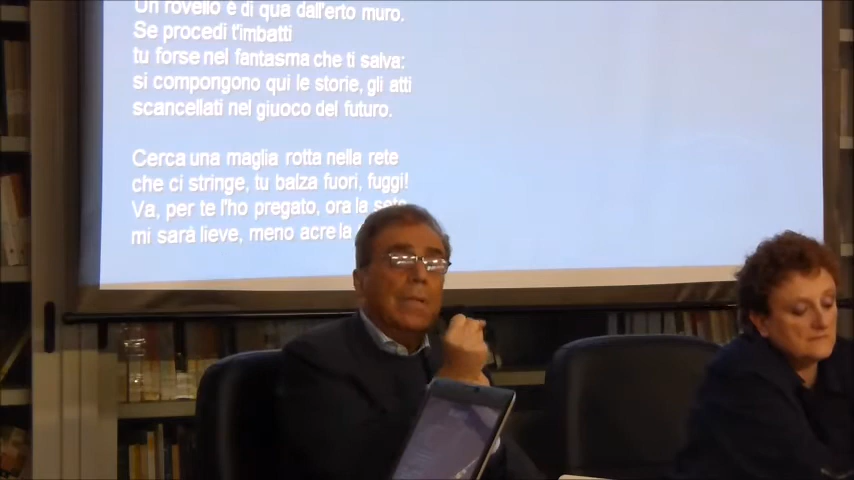 Un rovello è di qua dall'erto muro.
Se procedi t'imbatti
tu forse nel fantasma che ti salva:
si compongono qui le storie, gli atti
scancellati nel giuoco del futuro.
Cerca una maglia rotta nella rete
che ci stringe, tu balza fuori, fuggi!
Va, per te l'ho pregato, ora la sete
mi sarà lieve, meno acre la